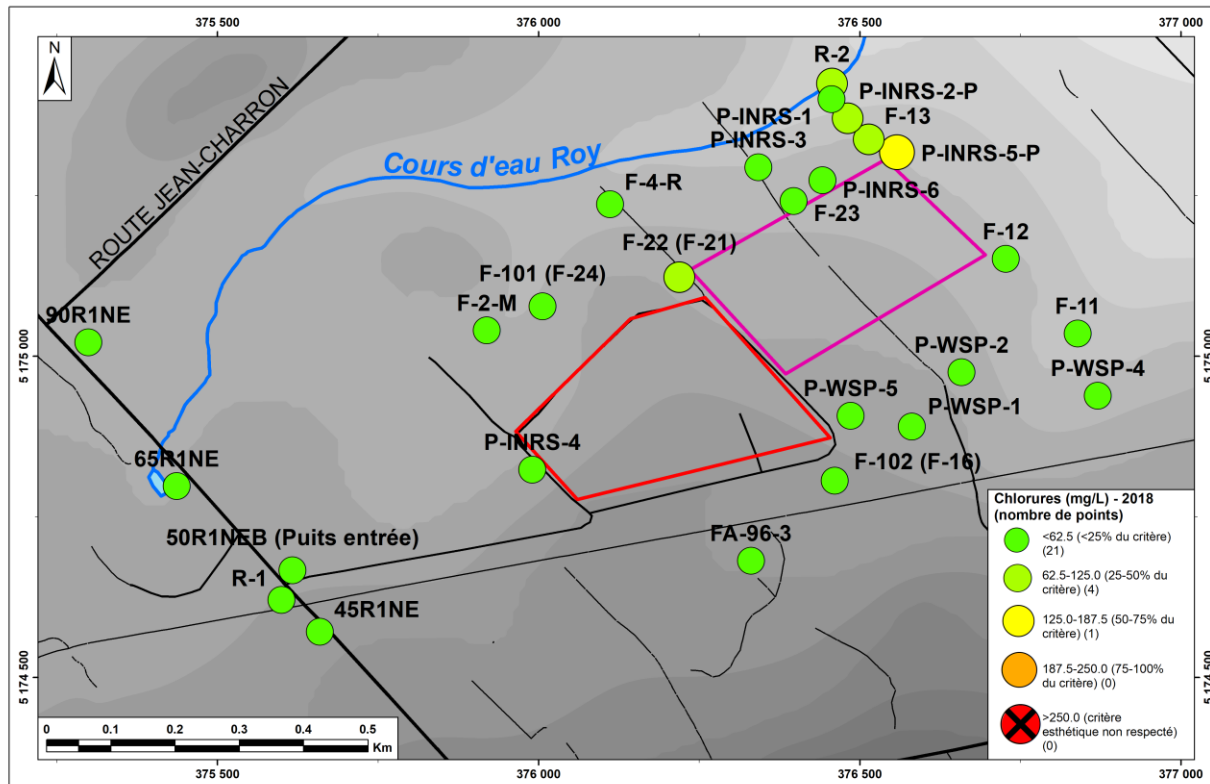 375 500
376 000
376 500
377 000
N
R-2
P-INRS-2-P
P-INRS-1
F-13
P-INRS-3
P-INRS-5-P
Cours d'eau Roy
ROUTE JEAN-CHARRON
P-INRS-6
F-4-R
F-23
F-22 (F-21)
F-12
F-101 (F-24)
F-2-M
90R1NE
F-11
5 175 000
5 175 000
P-WSP-2
P-WSP-4
P-WSP-5
P-WSP-1
P-INRS-4
65R1NE
F-102 (F-16)
50R1NEB (Puits entrée)
FA-96-3
R-1
45R1NE
Chlorures (mg/L) - 2018
(nombre de points)
<62.5 (<25% du critère)
(21)
62.5-125.0 (25-50% du
critère) (4)
125.0-187.5 (50-75% du
critère) (1)
187.5-250.0 (75-100%
du critère) (0)
>250.0 (critère
esthétique non respecté)
(0)
5 174 500
5 174 500
0 0.1 0.2 0.3 0.4 0.5
Km
375 500
376 000
376 500
377 000